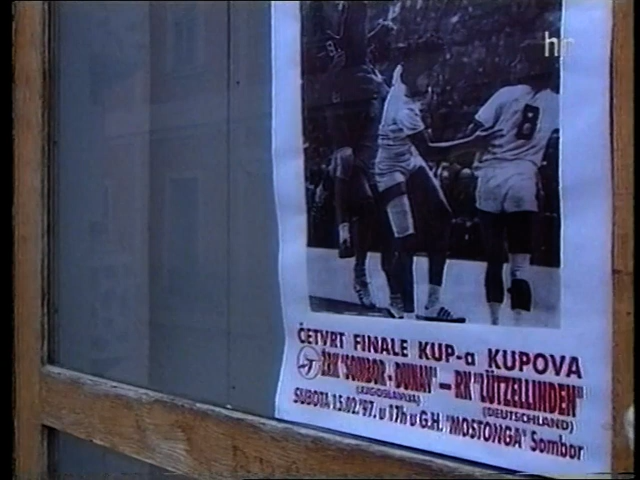 hr
8
ČETVRT FINALE KUP-a KUPOVA
ŽRK "SOMBOR - DUNAV" — RK "LÜTZELLINDEN"
(JUGOSLAVIJA) (DEUTSCHLAND)
SUBOTA 15.02.'97. u 17h u G.H. "MOSTONGA" Sombor